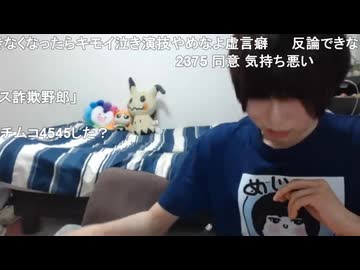 きなくなったらキモイ泣き演技やめなよ虚言癖　　反論できな
2375 同意 気持ち悪い
ス詐欺野郎」
チムコ4545した？
めい